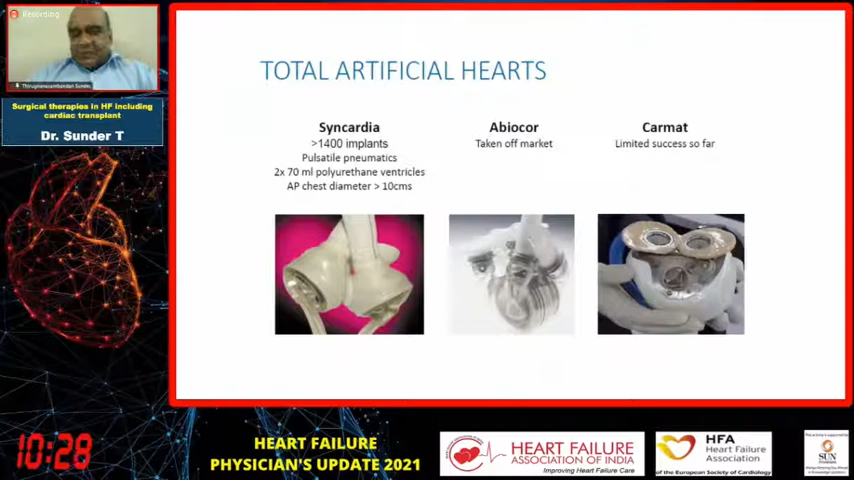 Recording
Thirugnanasambandan Sunder
Surgical therapies in HF including
cardiac transplant
Dr. Sunder T
TOTAL ARTIFICIAL HEARTS
Syncardia
>1400 implants
Pulsatile pneumatics
2x 70 ml polyurethane ventricles
AP chest diameter > 10cms
Abiocor
Taken off market
Carmat
Limited success so far
10:28
HEART FAILURE
PHYSICIAN'S UPDATE 2021
HEART FAILURE
ASSOCIATION OF INDIA
Improving Heart Failure Care
HFA
Heart Failure
Association
of the European Society of Cardiology
SUN